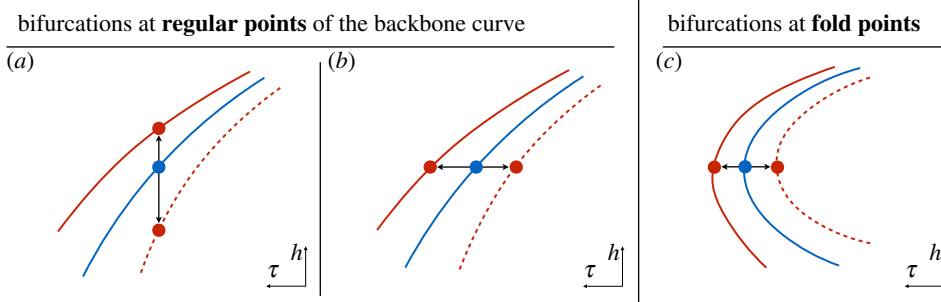 bifurcations at regular points of the backbone curve
bifurcations at fold points
(a)
(b)
(c)
h
τ
h
τ
h
τ